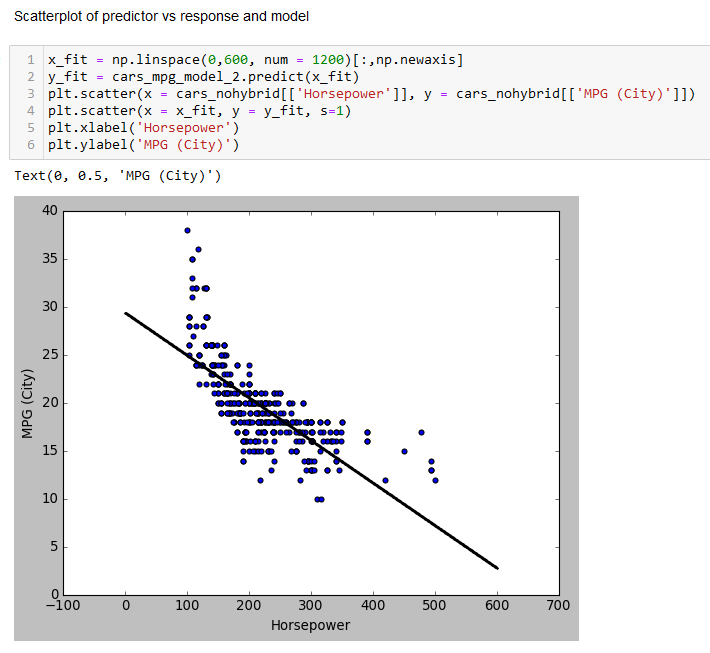 Scatterplot of predictor vs response and model
1 x_fit = np.linspace(0,600, num = 1200)[:,np.newaxis]
2 y_fit = cars_mpg_model_2.predict(x_fit)
3 plt.scatter(x = cars_nohybrid[['Horsepower']], y = cars_nohybrid[['MPG (City)']])
4 plt.scatter(x = x_fit, y = y_fit, s=1)
5 plt.xlabel('Horsepower')
6 plt.ylabel('MPG (City)')
Text(0, 0.5, 'MPG (City)')
40
35
30
25
20
15
10
5
0
MPG (City)
−100 0 100 200 300 400 500 600 700
Horsepower